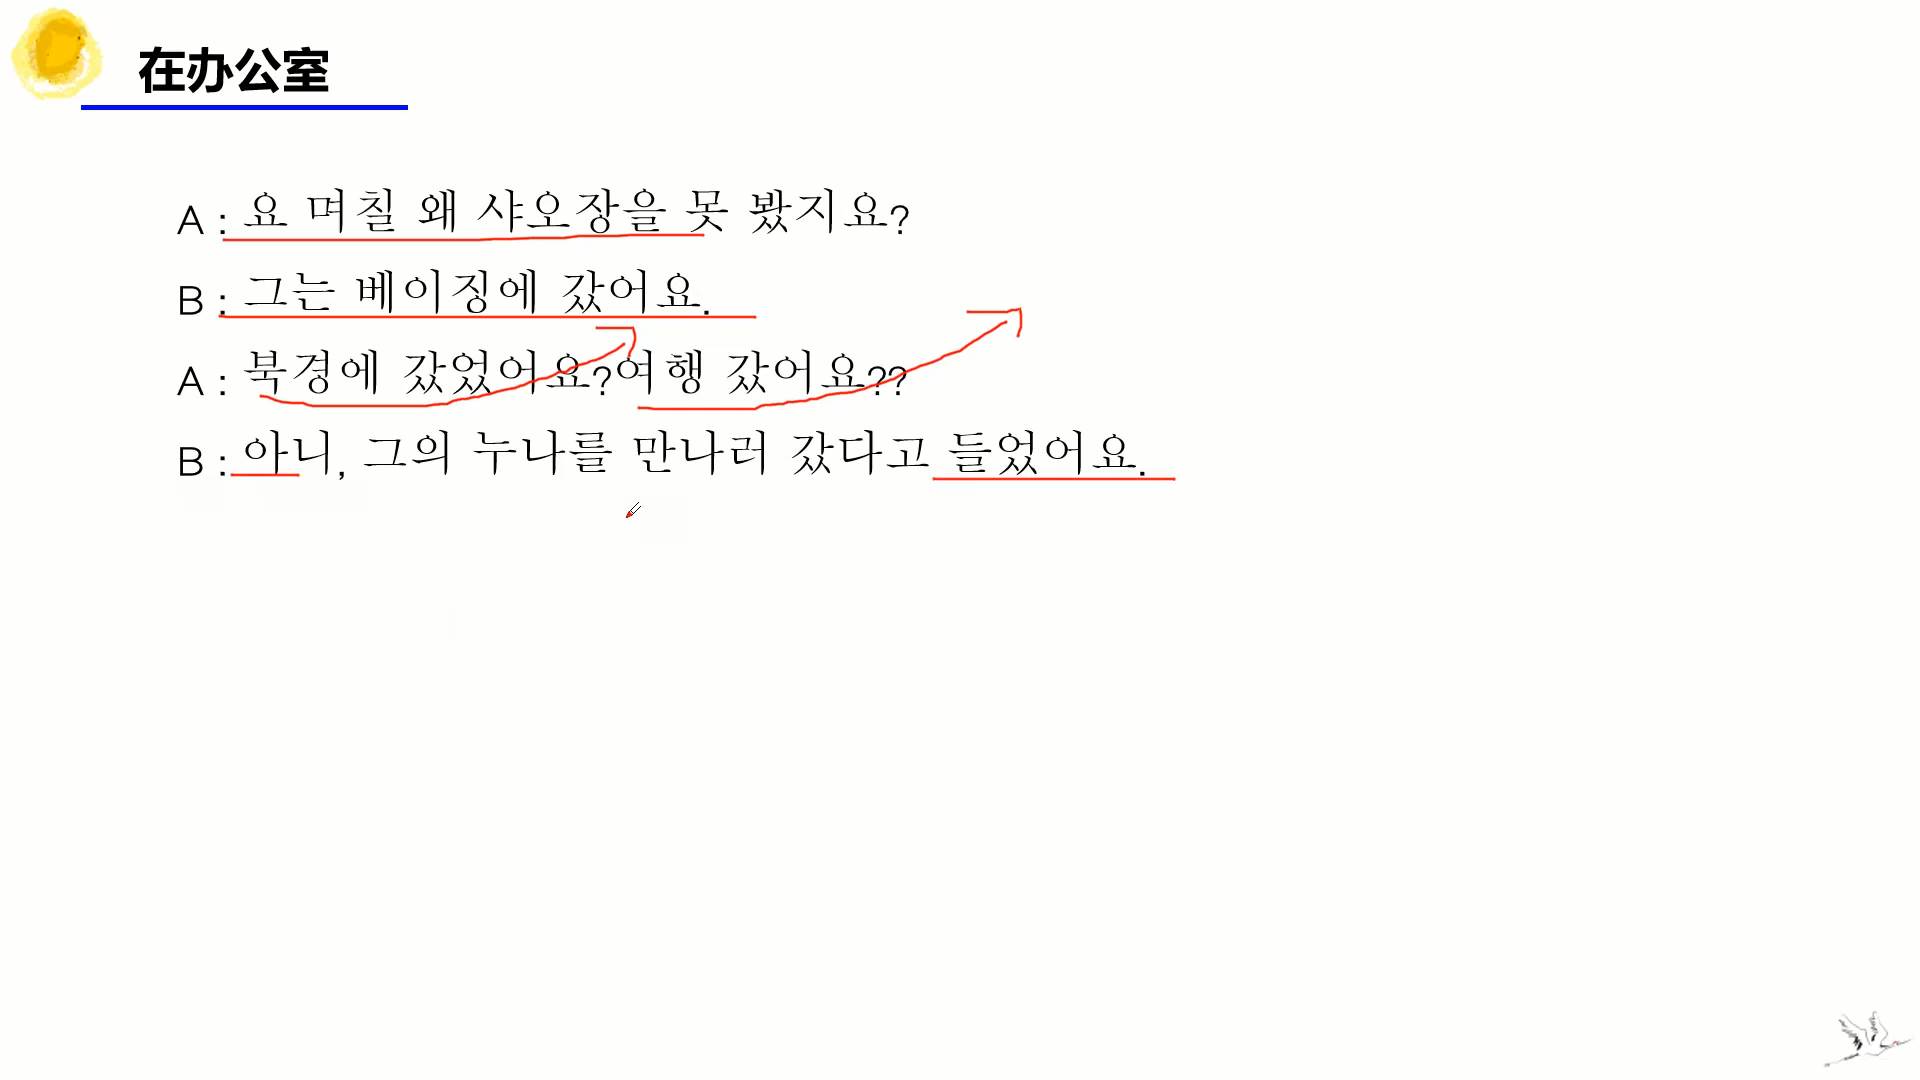 在办公室
A : 요 며칠 왜 샤오장을 못 봤지요?
B : 그는 베이징에 갔어요.
A : 북경에 갔었어요?여행 갔어요??
B : 아니, 그의 누나를 만나러 갔다고 들었어요.